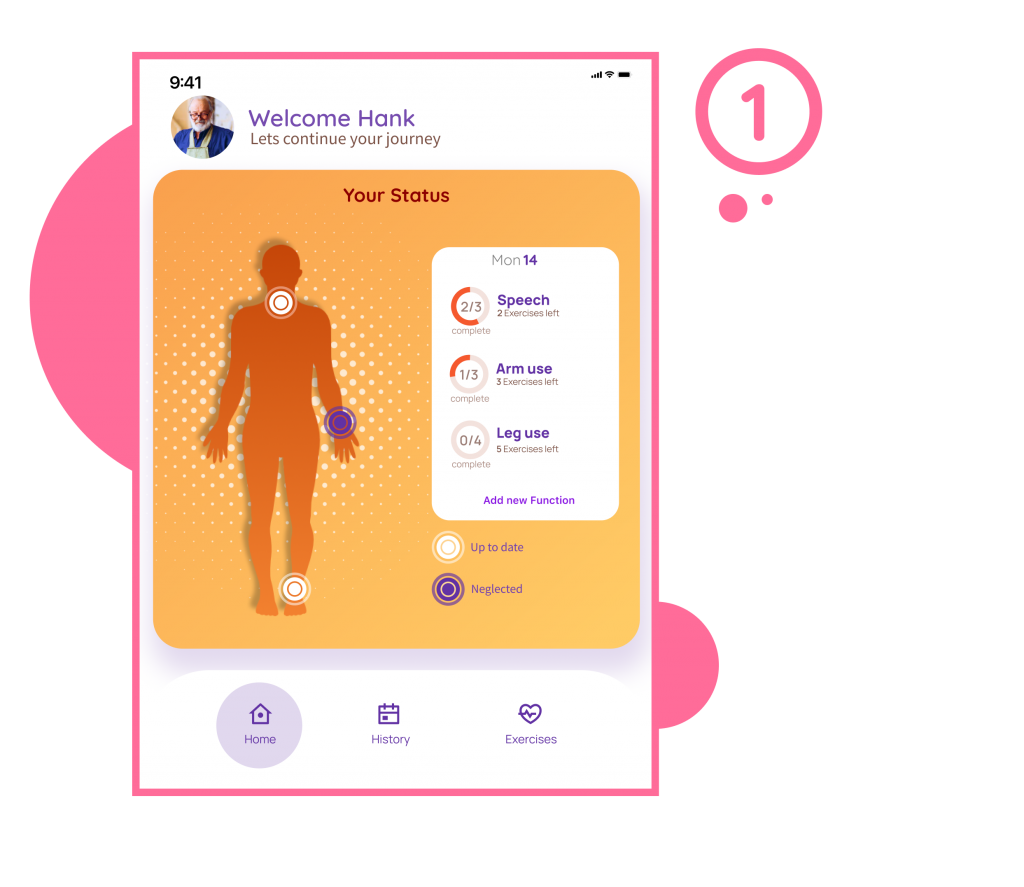 9:41
1
Welcome Hank
Lets continue your journey
Your Status
Mon 14
2/3
Speech
2 Exercises left
complete
1/3
Arm use
3 Exercises left
complete
0/4
Leg use
5 Exercises left
complete
Add new Function
Up to date
Neglected
Home
History
Exercises